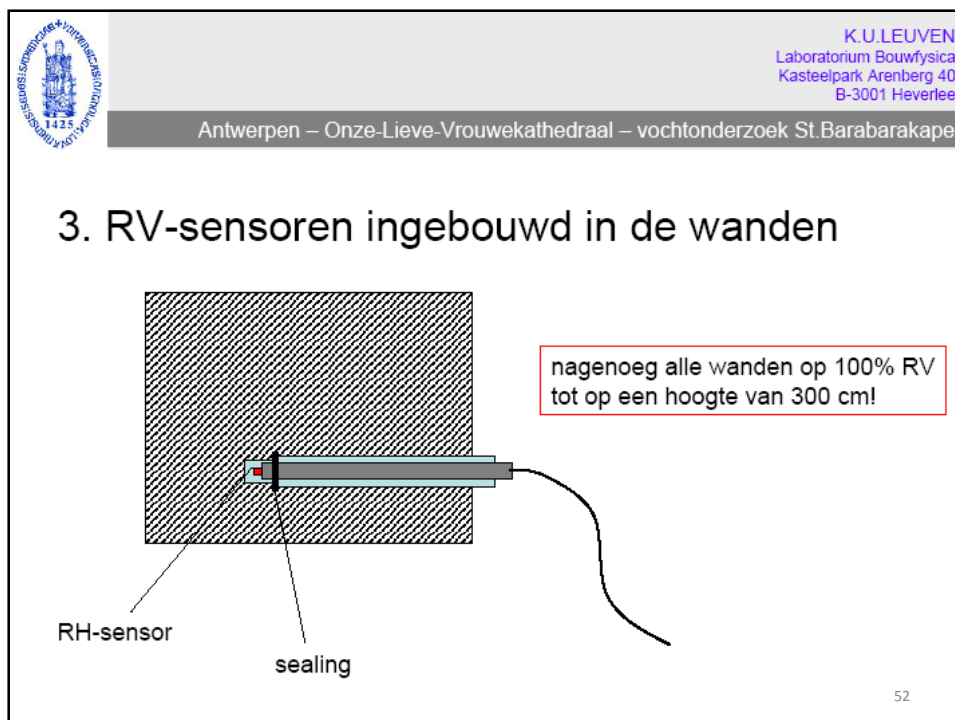 K.U.LEUVEN
Laboratorium Bouwfysica
Kasteelpark Arenberg 40
B-3001 Heverlee
1425
Antwerpen – Onze-Lieve-Vrouwekathedraal – vochtonderzoek St.Barabarakape
3. RV-sensoren ingebouwd in de wanden
nagenoeg alle wanden op 100% RV
tot op een hoogte van 300 cm!
RH-sensor
sealing
52